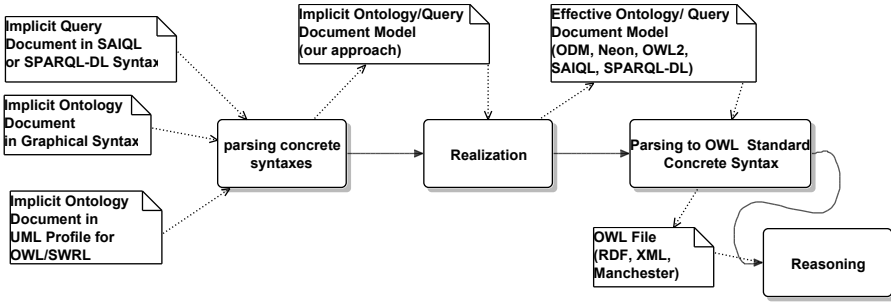 Implicit Query
Document in SAIQL
or SPARQL-DL Syntax
Implicit Ontology/Query
Document Model
(our approach)
Effective Ontology/ Query
Document Model
(ODM, Neon, OWL2,
SAIQL, SPARQL-DL)
Implicit Ontology
Document
in Graphical Syntax
parsing concrete
syntaxes
Realization
Parsing to OWL Standard
Concrete Syntax
Implicit Ontology
Document in
UML Profile for
OWL/SWRL
OWL File
(RDF, XML,
Manchester)
Reasoning